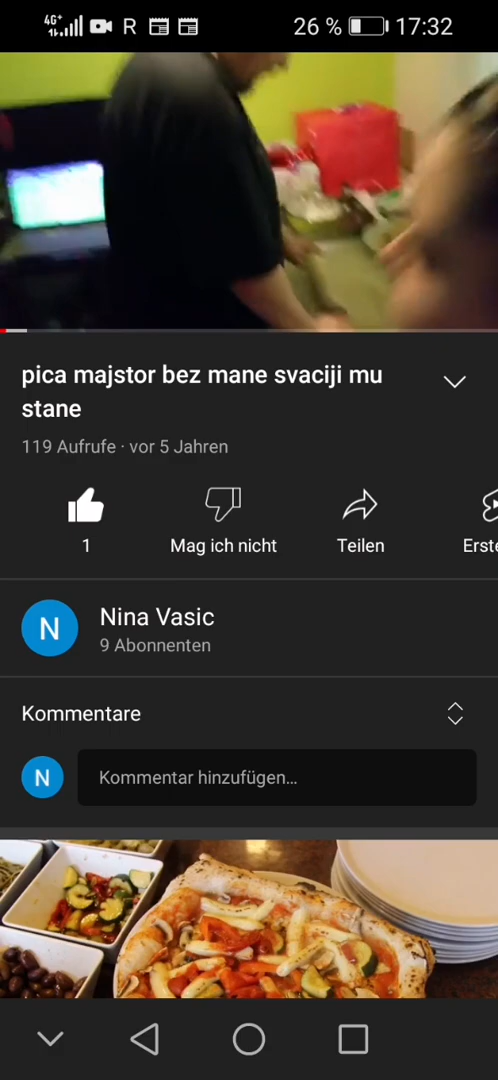 4G+ R 26 % 17:32
pica majstor bez mane svaciji mu
stane
119 Aufrufe · vor 5 Jahren
1 Mag ich nicht Teilen Erste
N Nina Vasic
9 Abonnenten
Kommentare
N Kommentar hinzufügen...